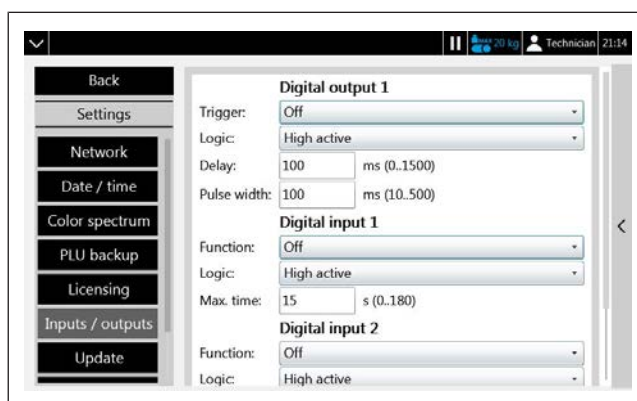 MAX 20 kg Technician 21:14
Back
Settings
Network
Date / time
Color spectrum
PLU backup
Licensing
Inputs / outputs
Update
Digital output 1
Trigger: Off
Logic: High active
Delay: 100 ms (0..1500)
Pulse width: 100 ms (10..500)
Digital input 1
Function: Off
Logic: High active
Max. time: 15 s (0..180)
Digital input 2
Function: Off
Logic: High active